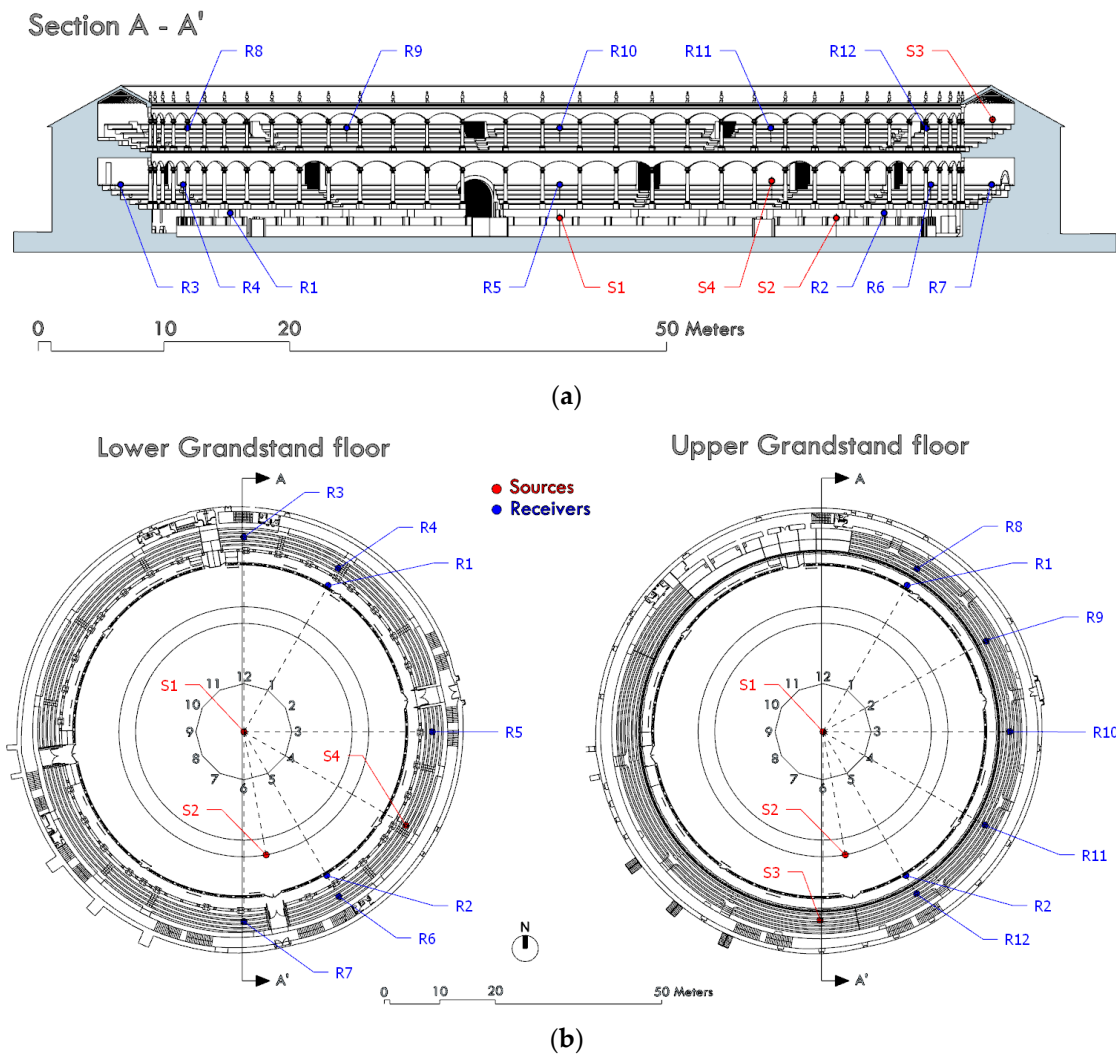 Section A - A'
R8 R9 R10 R11 R12 S3
R3 R4 R1 R5 S1 S4 S2 R2 R6 R7
0 10 20 50 Meters
(a)
Lower Grandstand floor Upper Grandstand floor
A A
R3 Sources
R4 Receivers R8
R1 R1
R9
S1 11 12 1 S1 11 12 1
10 2 10 2
9 3 R5 9 3 R10
8 4 S4 8 4
7 6 5 7 6 5
S2 S2 R11
S3
R2 R2
R6 R12
N
R7
A' A'
0 10 20 50 Meters
(b)